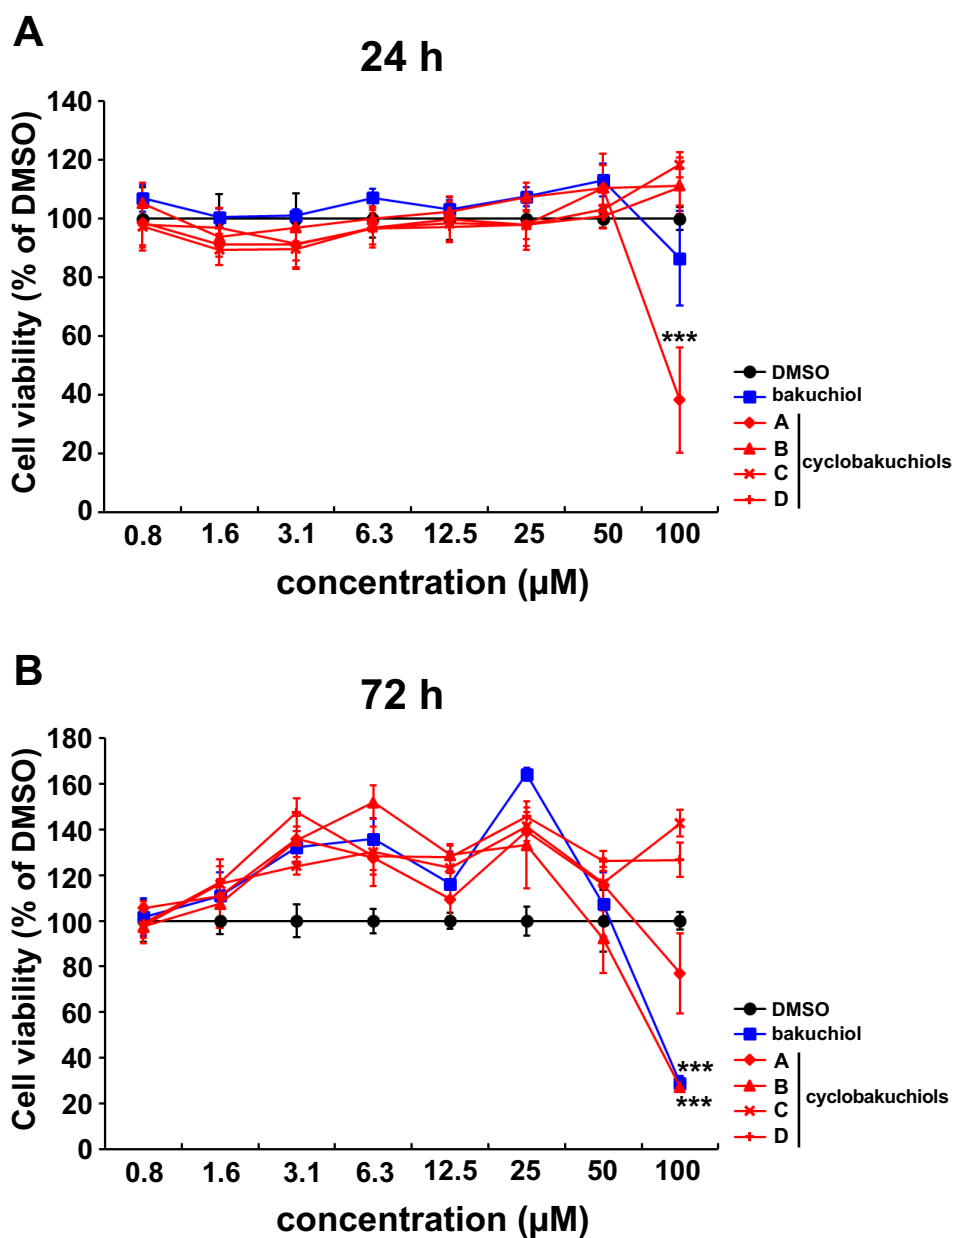 A
24 h
Cell viability (% of DMSO)
140
120
100
80
60
40
20
0
***
0.8 1.6 3.1 6.3 12.5 25 50 100
concentration (µM)
DMSO
bakuchiol
A
B
C
D
cyclobakuchiols
B
72 h
Cell viability (% of DMSO)
180
160
140
120
100
80
60
40
20
0
***
***
0.8 1.6 3.1 6.3 12.5 25 50 100
concentration (µM)
DMSO
bakuchiol
A
B
C
D
cyclobakuchiols